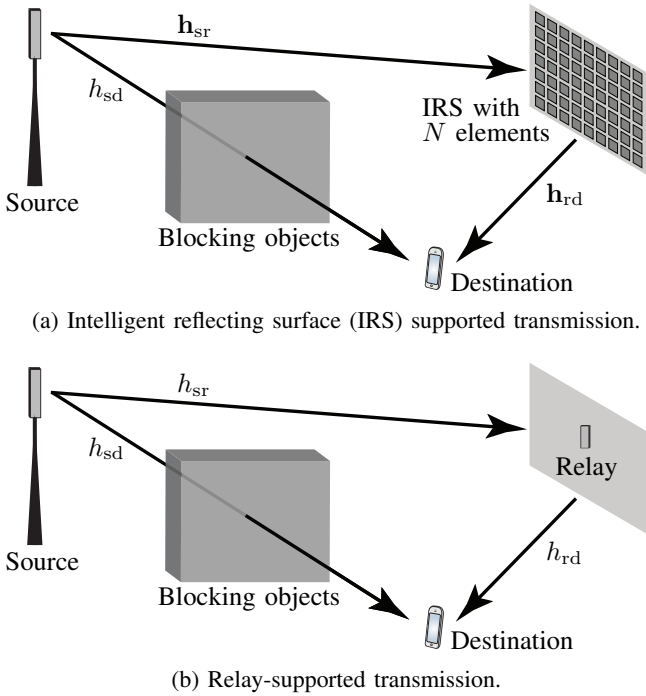 h_sr
h_sd
IRS with
N elements
h_rd
Source
Blocking objects
Destination
(a) Intelligent reflecting surface (IRS) supported transmission.
h_sr
h_sd
Relay
Source
h_rd
Blocking objects
Destination
(b) Relay-supported transmission.